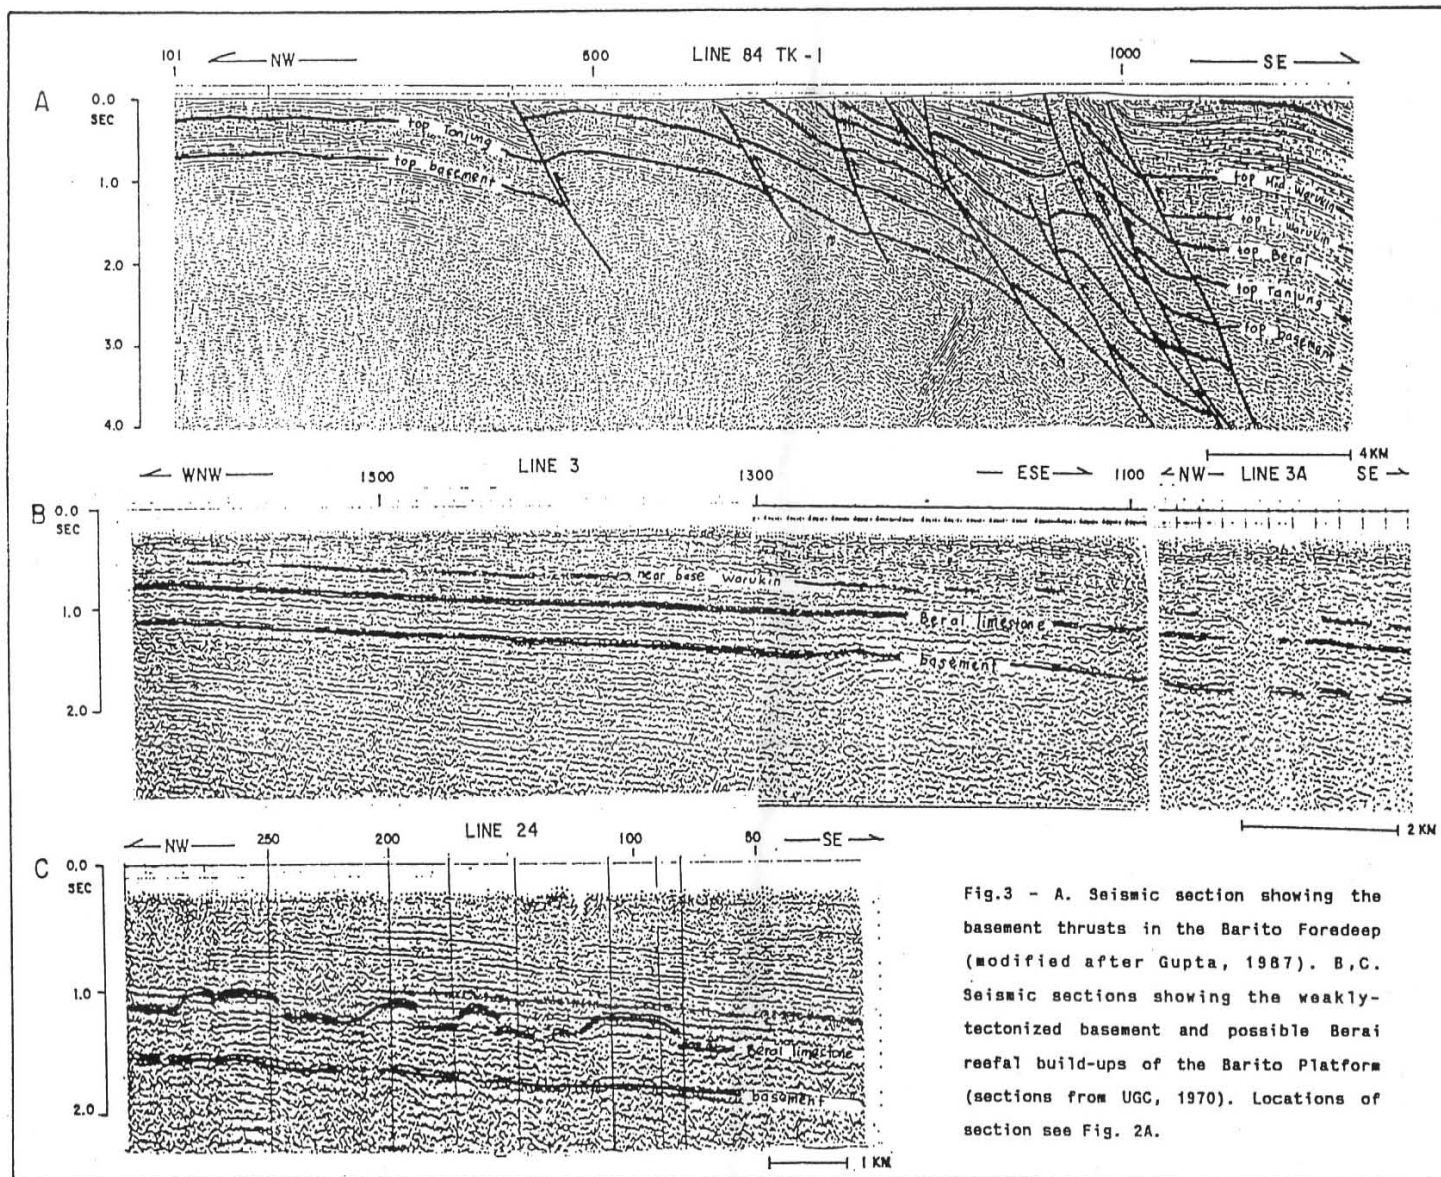 101
NW
600
LINE 84 TK-1
1000
SE
A
0.0
SEC
1.0
2.0
3.0
4.0
top Tanjung
top basement
top Mid. Warukin
top L. Warukin
top Berai
top Tanjung
top basement
4 KM
WNW
1500
LINE 3
1300
ESE
1100
NW
LINE 3A
SE
B
0.0
SEC
1.0
2.0
near base Warukin
Berai limestone
basement
2 KM
NW
250
200
LINE 24
100
50
SE
C
0.0
SEC
1.0
2.0
Berai limestone
basement
1 KM
Fig.3 - A. Seismic section showing the
basement thrusts in the Barito Foredeep
(modified after Gupta, 1987). B,C.
Seismic sections showing the weakly-
tectonized basement and possible Berai
reefal build-ups of the Barito Platform
(sections from UGC, 1970). Locations of
section see Fig. 2A.